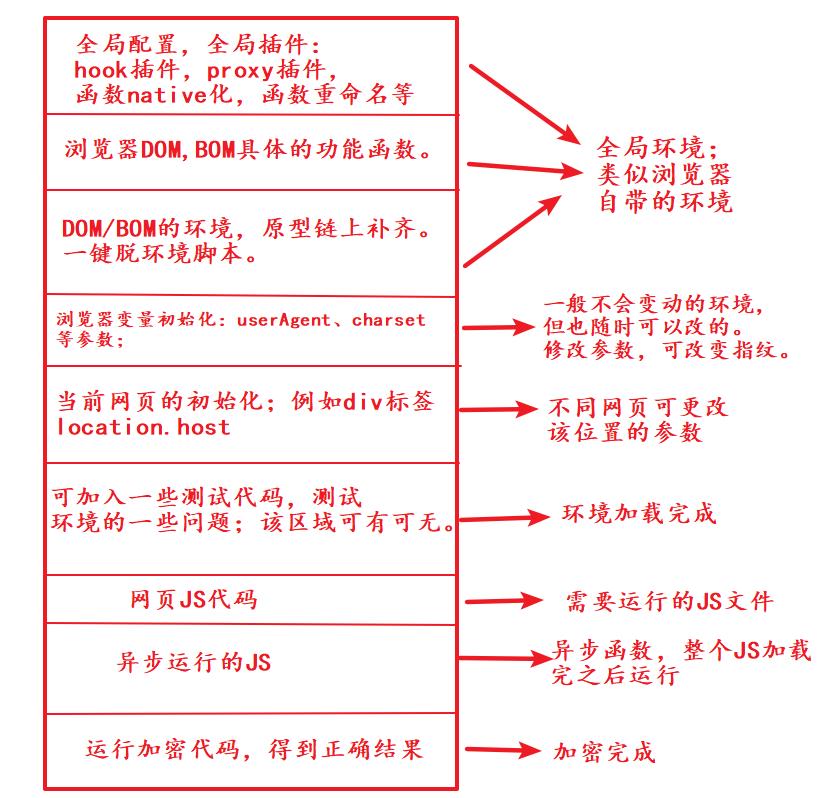 全局配置，全局插件：
hook插件，proxy插件，
函数native化，函数重命名等
浏览器DOM,BOM具体的功能函数。
全局环境；
类似浏览器
自带的环境
DOM/BOM的环境，原型链上补齐。
一键脱环境脚本。
浏览器变量初始化：userAgent、charset
等参数；
一般不会变动的环境，
但也随时可以改的。
修改参数，可改变指纹。
当前网页的初始化；例如div标签
location.host
不同网页可更改
该位置的参数
可加入一些测试代码，测试
环境的一些问题；该区域可有可无。
环境加载完成
网页JS代码
需要运行的JS文件
异步运行的JS
异步函数，整个JS加载
完之后运行
运行加密代码，得到正确结果
加密完成